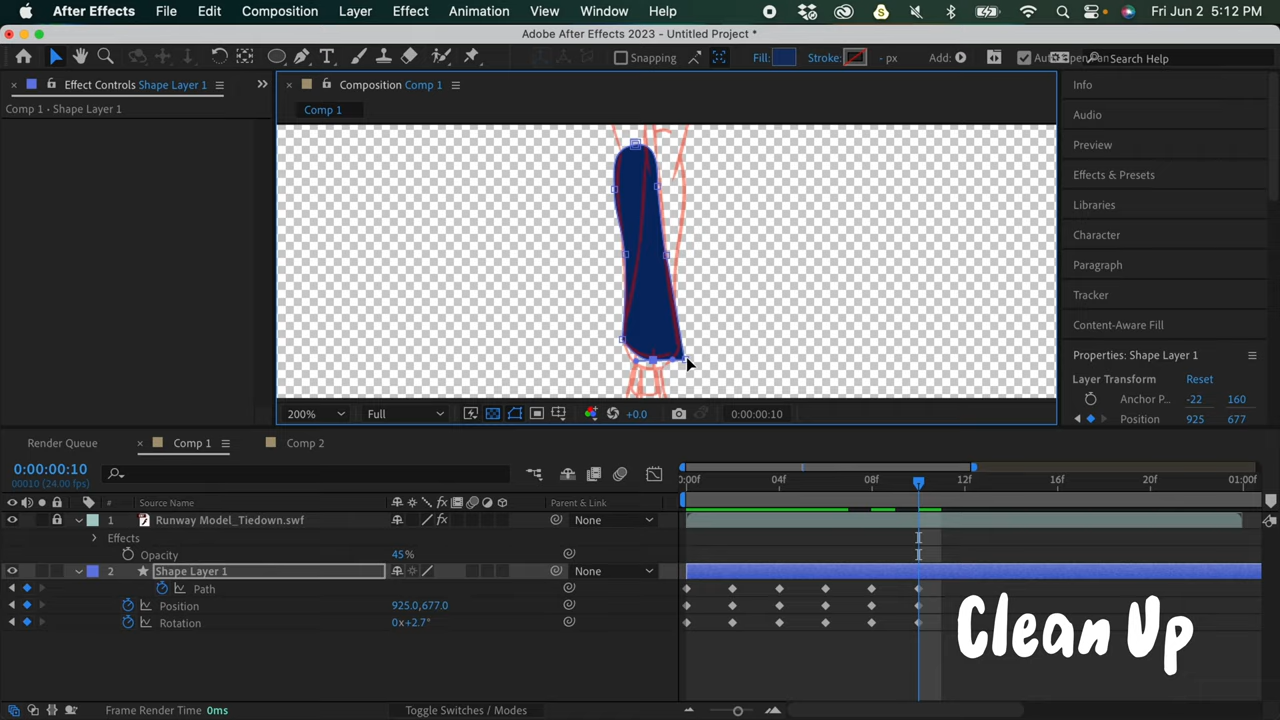 After Effects File Edit Composition Layer Effect Animation View Window Help Fri Jun 2 5:12 PM
Adobe After Effects 2023 - Untitled Project *
Snapping Fill: Stroke: - px Add: Search Help
Effect Controls Shape Layer 1
Comp 1 • Shape Layer 1
Composition Comp 1
Comp 1
Info
Audio
Preview
Effects & Presets
Libraries
Character
Paragraph
Tracker
Content-Aware Fill
Properties: Shape Layer 1
Layer Transform Reset
Anchor P... -22 160
Position 925 677
200% Full +0.0 0:00:00:10
Render Queue Comp 1 Comp 2
0:00:00:10
00010 (24.00 fps)
:00f 04f 08f 12f 16f 20f 01:00f
# Source Name Parent & Link
1 Runway Model_Tiedown.swf fx None
Effects
Opacity 45%
2 Shape Layer 1 None
Path
Position 925.0,677.0
Rotation 0x+2.7°
Clean Up
Frame Render Time 0ms Toggle Switches / Modes